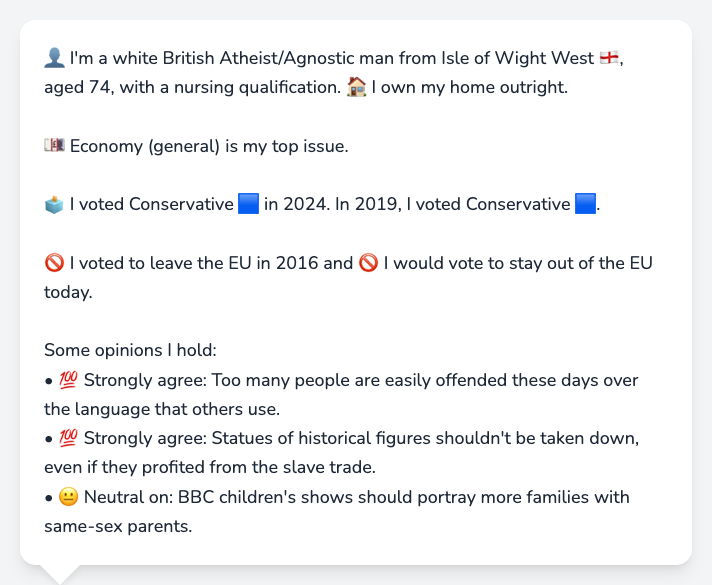 👤 I'm a white British Atheist/Agnostic man from Isle of Wight West 🏴󠁧󠁢󠁥󠁮󠁧󠁿,
aged 74, with a nursing qualification. 🏠 I own my home outright.
💷 Economy (general) is my top issue.
🗳️ I voted Conservative 🟦 in 2024. In 2019, I voted Conservative 🟦.
🚫 I voted to leave the EU in 2016 and 🚫 I would vote to stay out of the EU
today.
Some opinions I hold:
• 💯 Strongly agree: Too many people are easily offended these days over
the language that others use.
• 💯 Strongly agree: Statues of historical figures shouldn't be taken down,
even if they profited from the slave trade.
• 😐 Neutral on: BBC children's shows should portray more families with
same-sex parents.